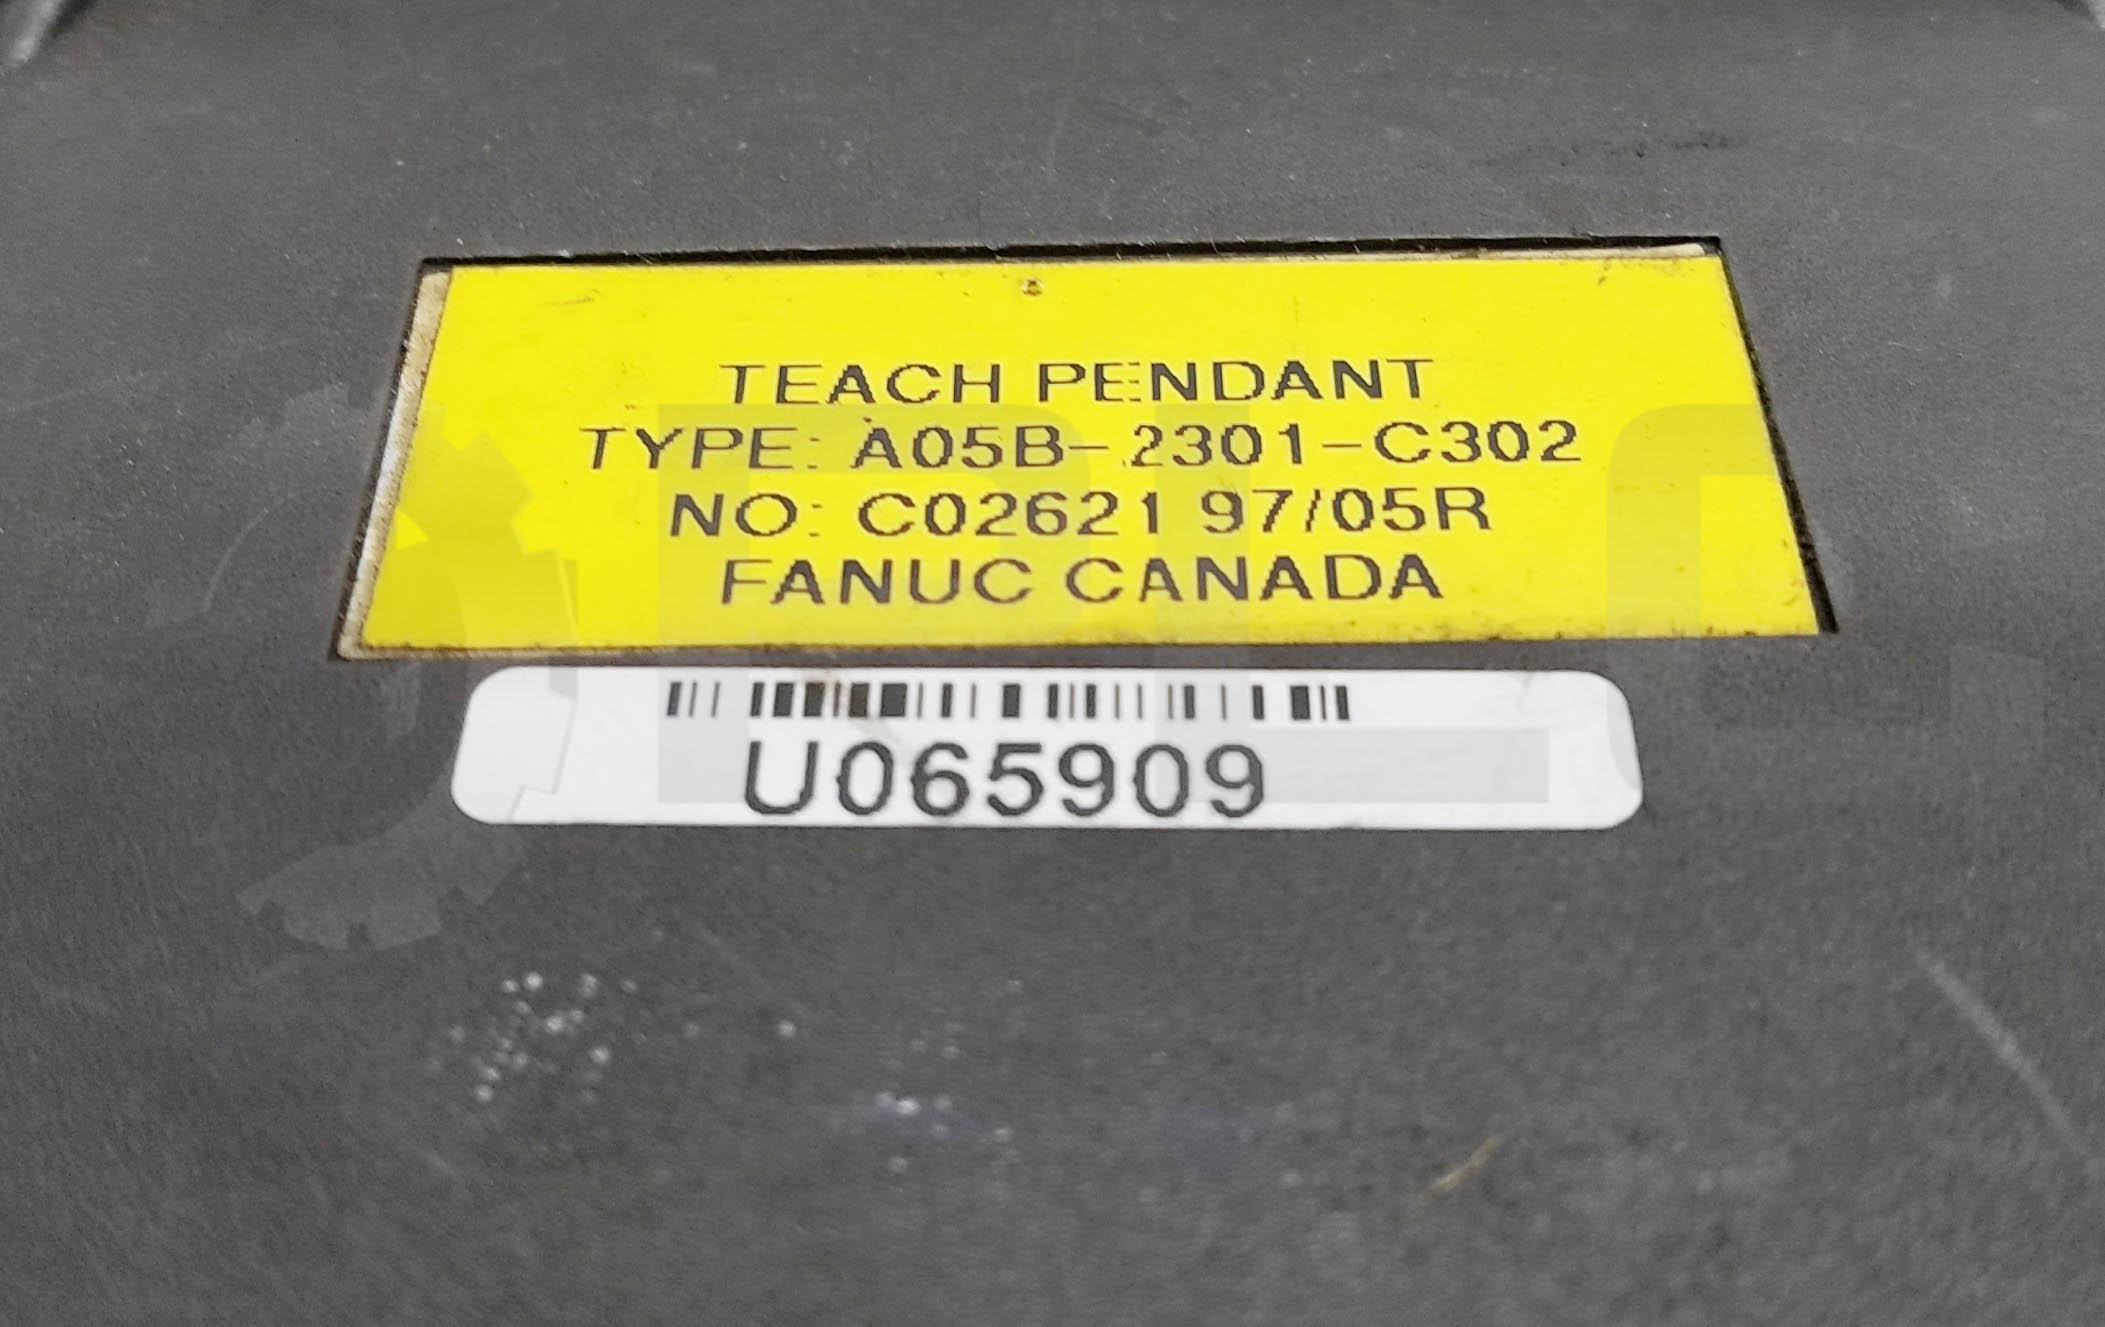 TEACH PENDANT
TYPE: A05B-2301-C302
NO: C02621 97/05R
FANUC CANADA
U065909